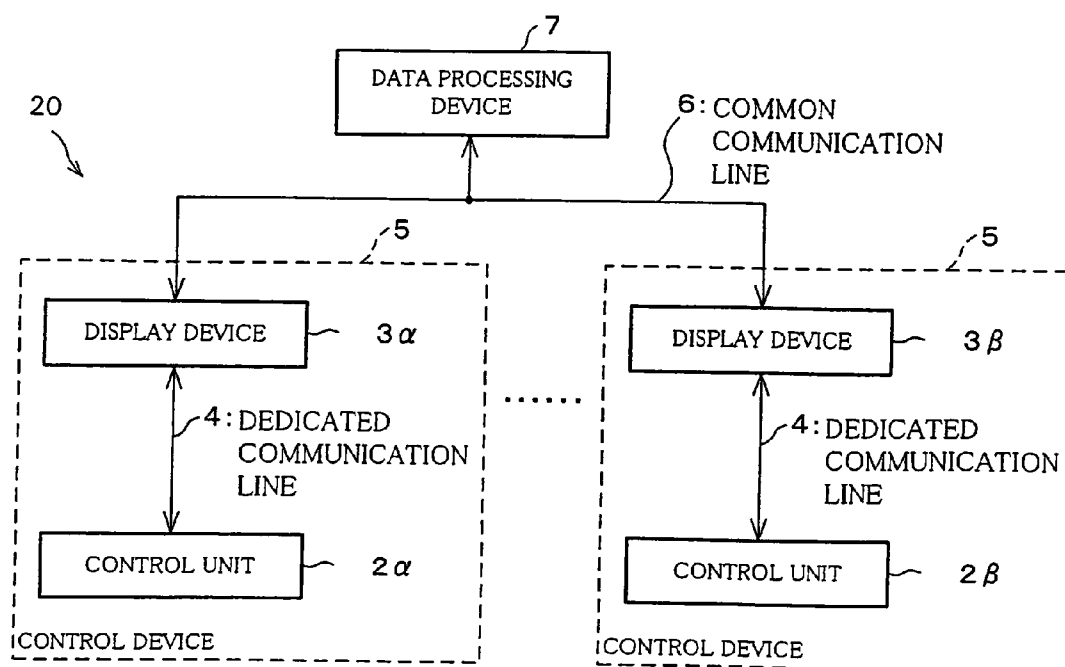 7
DATA PROCESSING
DEVICE
20
6: COMMON
COMMUNICATION
LINE
5
5
DISPLAY DEVICE
3α
DISPLAY DEVICE
3β
4: DEDICATED
COMMUNICATION
LINE
......
4: DEDICATED
COMMUNICATION
LINE
CONTROL UNIT
2α
CONTROL UNIT
2β
CONTROL DEVICE
CONTROL DEVICE